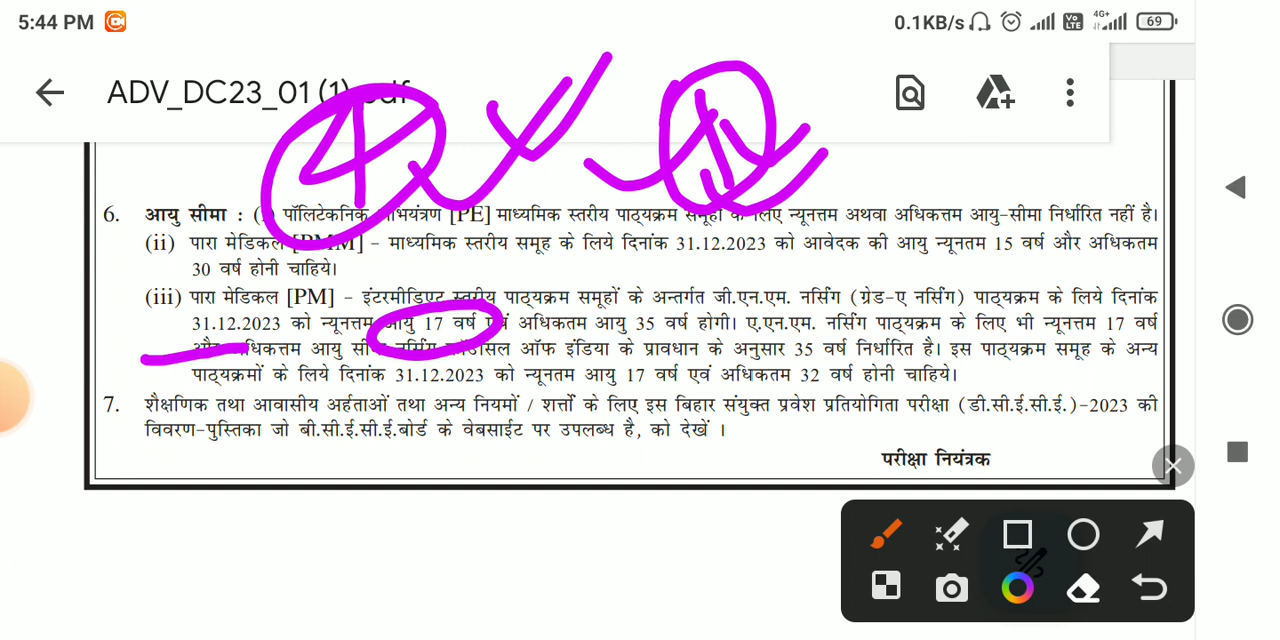 5:44 PM 0.1KB/s Vo LTE 4G+ 69
ADV_DC23_01 (1).pdf
6. आयु सीमा : (i) पॉलिटेकनिक अभियंत्रण [PE] माध्यमिक स्तरीय पाठ्यक्रम समूहों के लिए न्यूनत्तम अथवा अधिकत्तम आयु-सीमा निर्धारित नहीं है।
(ii) पारा मेडिकल [PMM] – माध्यमिक स्तरीय समूह के लिये दिनांक 31.12.2023 को आवेदक की आयु न्यूनतम 15 वर्ष और अधिकतम
30 वर्ष होनी चाहिये।
(iii) पारा मेडिकल [PM] – इंटरमीडिएट स्तरीय पाठ्यक्रम समूहों के अन्तर्गत जी.एन.एम. नर्सिंग (ग्रेड-ए नर्सिंग) पाठ्यक्रम के लिये दिनांक
31.12.2023 को न्यूनत्तम आयु 17 वर्ष एवं अधिकतम आयु 35 वर्ष होगी। ए.एन.एम. नर्सिंग पाठ्यक्रम के लिए भी न्यूनत्तम 17 वर्ष
और अधिकत्तम आयु सीमा नर्सिंग कॉउंसिल ऑफ इंडिया के प्रावधान के अनुसार 35 वर्ष निर्धारित है। इस पाठ्यक्रम समूह के अन्य
पाठ्यक्रमों के लिये दिनांक 31.12.2023 को न्यूनतम आयु 17 वर्ष एवं अधिकतम 32 वर्ष होनी चाहिये।
7. शैक्षणिक तथा आवासीय अर्हताओं तथा अन्य नियमों / शर्त्तों के लिए इस बिहार संयुक्त प्रवेश प्रतियोगिता परीक्षा (डी.सी.ई.सी.ई.)-2023 की
विवरण-पुस्तिका जो बी.सी.ई.सी.ई.बोर्ड के वेबसाईट पर उपलब्ध है, को देखें ।
परीक्षा नियंत्रक